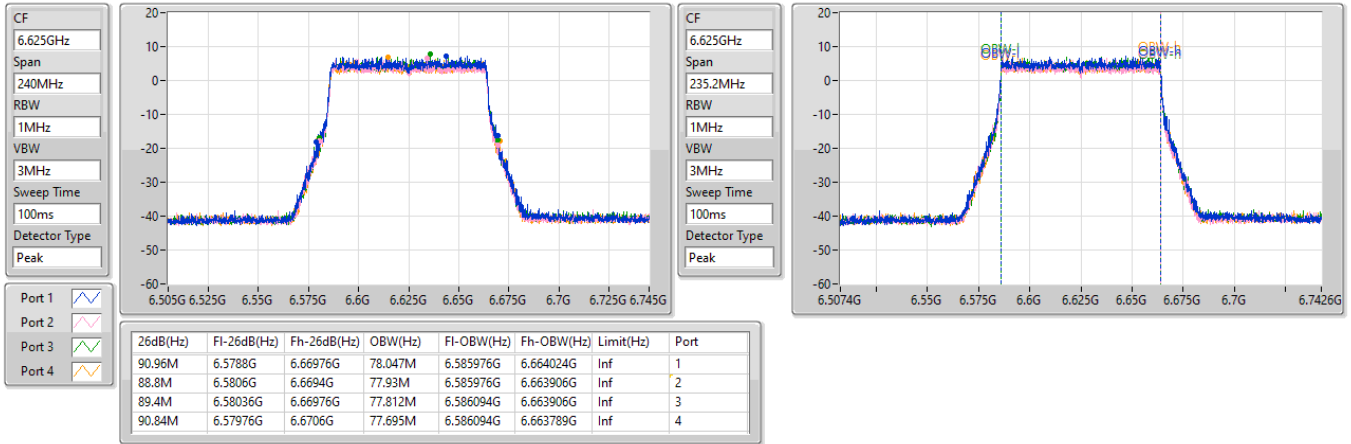 CF
6.625GHz
Span
240MHz
RBW
1MHz
VBW
3MHz
Sweep Time
100ms
Detector Type
Peak
20
10
0
-10
-20
-30
-40
-50
-60
6.505G 6.525G 6.55G 6.575G 6.6G 6.625G 6.65G 6.675G 6.7G 6.725G 6.745G
CF
6.625GHz
Span
235.2MHz
RBW
1MHz
VBW
3MHz
Sweep Time
100ms
Detector Type
Peak
20
10
0
-10
-20
-30
-40
-50
-60
OBW-l OBW-h
6.5074G 6.55G 6.575G 6.6G 6.625G 6.65G 6.675G 6.7G 6.7426G
Port 1
Port 2
Port 3
Port 4
26dB(Hz) Fl-26dB(Hz) Fh-26dB(Hz) OBW(Hz) Fl-OBW(Hz) Fh-OBW(Hz) Limit(Hz) Port
90.96M 6.5788G 6.66976G 78.047M 6.585976G 6.664024G Inf 1
88.8M 6.5806G 6.6694G 77.93M 6.585976G 6.663906G Inf 2
89.4M 6.58036G 6.66976G 77.812M 6.586094G 6.663906G Inf 3
90.84M 6.57976G 6.6706G 77.695M 6.586094G 6.663789G Inf 4